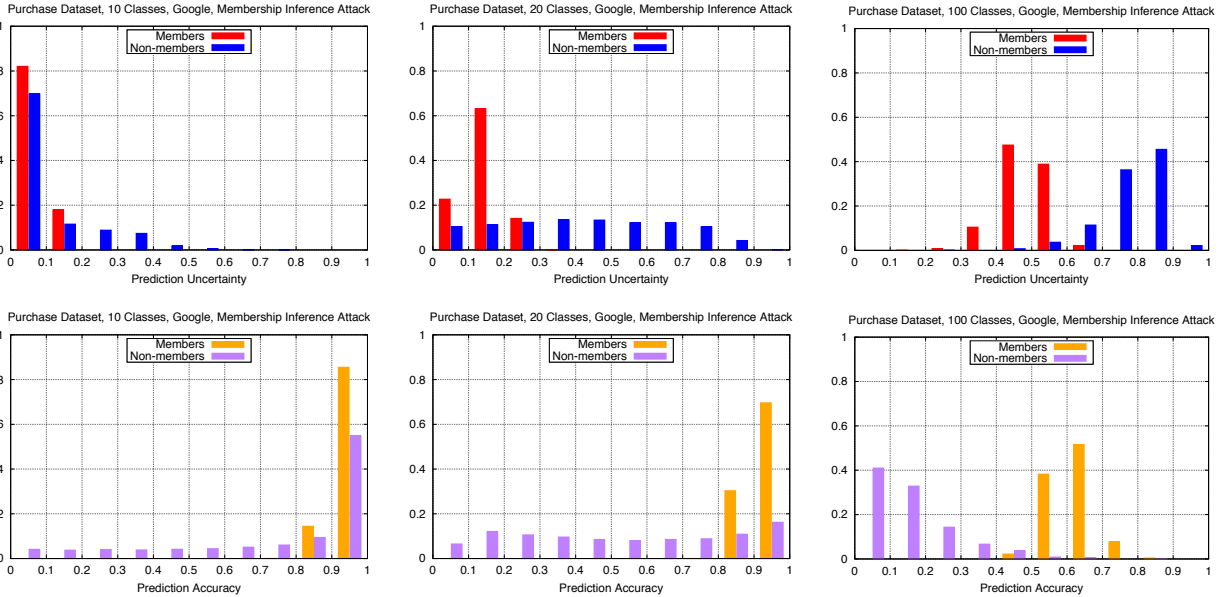 Purchase Dataset, 10 Classes, Google, Membership Inference Attack
Members
Non-members
1
8
6
4
2
0
0 0.1 0.2 0.3 0.4 0.5 0.6 0.7 0.8 0.9 1
Prediction Uncertainty
Purchase Dataset, 20 Classes, Google, Membership Inference Attack
Members
Non-members
1
0.8
0.6
0.4
0.2
0
0 0.1 0.2 0.3 0.4 0.5 0.6 0.7 0.8 0.9 1
Prediction Uncertainty
Purchase Dataset, 100 Classes, Google, Membership Inference Attack
Members
Non-members
1
0.8
0.6
0.4
0.2
0
0 0.1 0.2 0.3 0.4 0.5 0.6 0.7 0.8 0.9 1
Prediction Uncertainty
Purchase Dataset, 10 Classes, Google, Membership Inference Attack
Members
Non-members
1
8
6
4
2
0
0 0.1 0.2 0.3 0.4 0.5 0.6 0.7 0.8 0.9 1
Prediction Accuracy
Purchase Dataset, 20 Classes, Google, Membership Inference Attack
Members
Non-members
1
0.8
0.6
0.4
0.2
0
0 0.1 0.2 0.3 0.4 0.5 0.6 0.7 0.8 0.9 1
Prediction Accuracy
Purchase Dataset, 100 Classes, Google, Membership Inference Attack
Members
Non-members
1
0.8
0.6
0.4
0.2
0
0 0.1 0.2 0.3 0.4 0.5 0.6 0.7 0.8 0.9 1
Prediction Accuracy